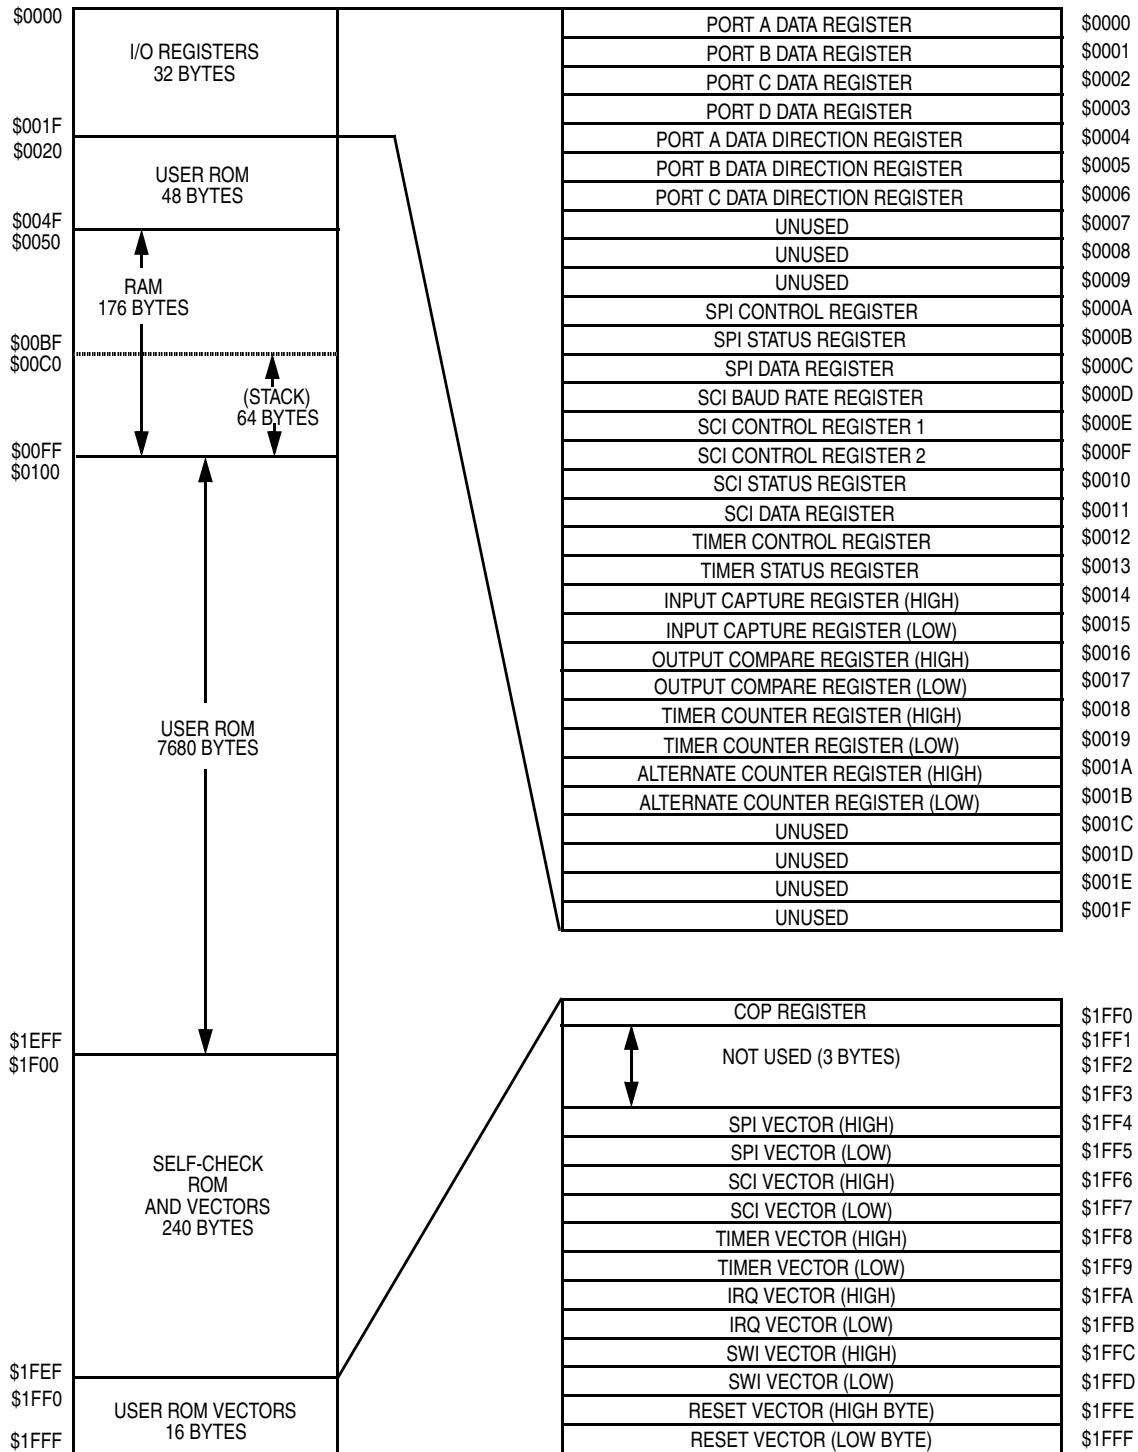 $0000
I/O REGISTERS
32 BYTES
$001F
$0020
USER ROM
48 BYTES
$004F
$0050
RAM
176 BYTES
$00BF
$00C0
(STACK)
64 BYTES
$00FF
$0100
USER ROM
7680 BYTES
$1EFF
$1F00
SELF-CHECK
ROM
AND VECTORS
240 BYTES
$1FEF
$1FF0
USER ROM VECTORS
16 BYTES
$1FFF
PORT A DATA REGISTER $0000
PORT B DATA REGISTER $0001
PORT C DATA REGISTER $0002
PORT D DATA REGISTER $0003
PORT A DATA DIRECTION REGISTER $0004
PORT B DATA DIRECTION REGISTER $0005
PORT C DATA DIRECTION REGISTER $0006
UNUSED $0007
UNUSED $0008
UNUSED $0009
SPI CONTROL REGISTER $000A
SPI STATUS REGISTER $000B
SPI DATA REGISTER $000C
SCI BAUD RATE REGISTER $000D
SCI CONTROL REGISTER 1 $000E
SCI CONTROL REGISTER 2 $000F
SCI STATUS REGISTER $0010
SCI DATA REGISTER $0011
TIMER CONTROL REGISTER $0012
TIMER STATUS REGISTER $0013
INPUT CAPTURE REGISTER (HIGH) $0014
INPUT CAPTURE REGISTER (LOW) $0015
OUTPUT COMPARE REGISTER (HIGH) $0016
OUTPUT COMPARE REGISTER (LOW) $0017
TIMER COUNTER REGISTER (HIGH) $0018
TIMER COUNTER REGISTER (LOW) $0019
ALTERNATE COUNTER REGISTER (HIGH) $001A
ALTERNATE COUNTER REGISTER (LOW) $001B
UNUSED $001C
UNUSED $001D
UNUSED $001E
UNUSED $001F
COP REGISTER $1FF0
$1FF1
NOT USED (3 BYTES) $1FF2
$1FF3
SPI VECTOR (HIGH) $1FF4
SPI VECTOR (LOW) $1FF5
SCI VECTOR (HIGH) $1FF6
SCI VECTOR (LOW) $1FF7
TIMER VECTOR (HIGH) $1FF8
TIMER VECTOR (LOW) $1FF9
IRQ VECTOR (HIGH) $1FFA
IRQ VECTOR (LOW) $1FFB
SWI VECTOR (HIGH) $1FFC
SWI VECTOR (LOW) $1FFD
RESET VECTOR (HIGH BYTE) $1FFE
RESET VECTOR (LOW BYTE) $1FFF